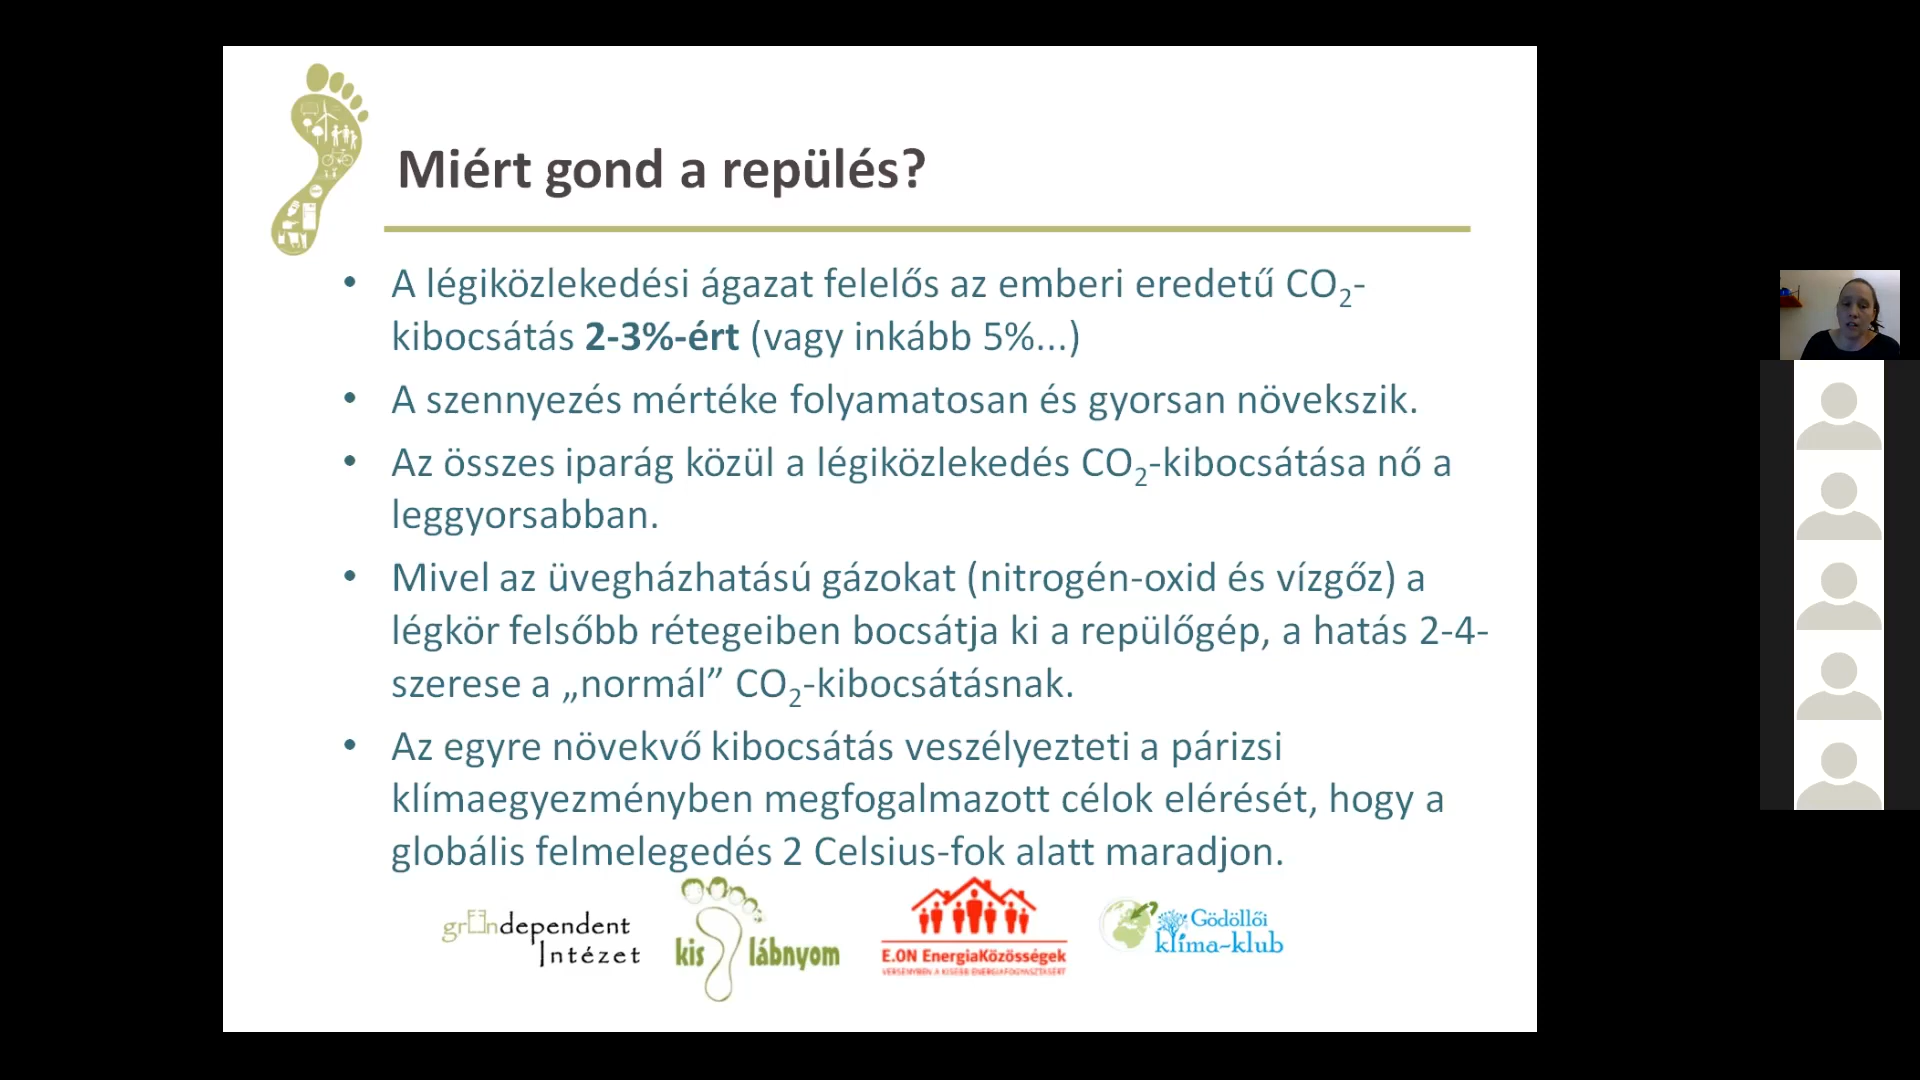 Miért gond a repülés?
• A légiközlekedési ágazat felelős az emberi eredetű CO₂-
kibocsátás 2-3%-ért (vagy inkább 5%...)
• A szennyezés mértéke folyamatosan és gyorsan növekszik.
• Az összes iparág közül a légiközlekedés CO₂-kibocsátása nő a
leggyorsabban.
• Mivel az üvegházhatású gázokat (nitrogén-oxid és vízgőz) a
légkör felsőbb rétegeiben bocsátja ki a repülőgép, a hatás 2-4-
szerese a „normál” CO₂-kibocsátásnak.
• Az egyre növekvő kibocsátás veszélyezteti a párizsi
klímaegyezményben megfogalmazott célok elérését, hogy a
globális felmelegedés 2 Celsius-fok alatt maradjon.
gründependent
Intézet
kis lábnyom
E.ON EnergiaKözösségek
VERSENYBEN A KISEBB ENERGIAFOGYASZTÁSÉRT
Gödöllői
klíma-klub